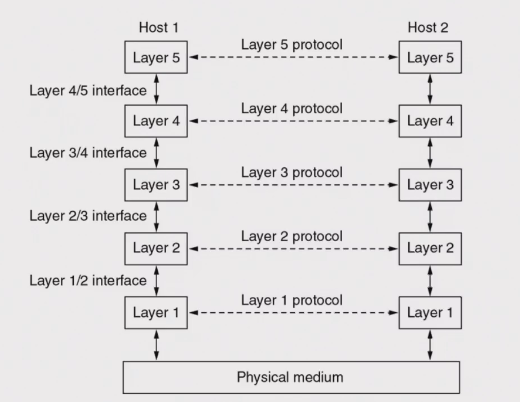 Host 1 Host 2
Layer 5 Layer 5 protocol Layer 5
Layer 4/5 interface
Layer 4 Layer 4 protocol Layer 4
Layer 3/4 interface
Layer 3 Layer 3 protocol Layer 3
Layer 2/3 interface
Layer 2 Layer 2 protocol Layer 2
Layer 1/2 interface
Layer 1 Layer 1 protocol Layer 1
Physical medium